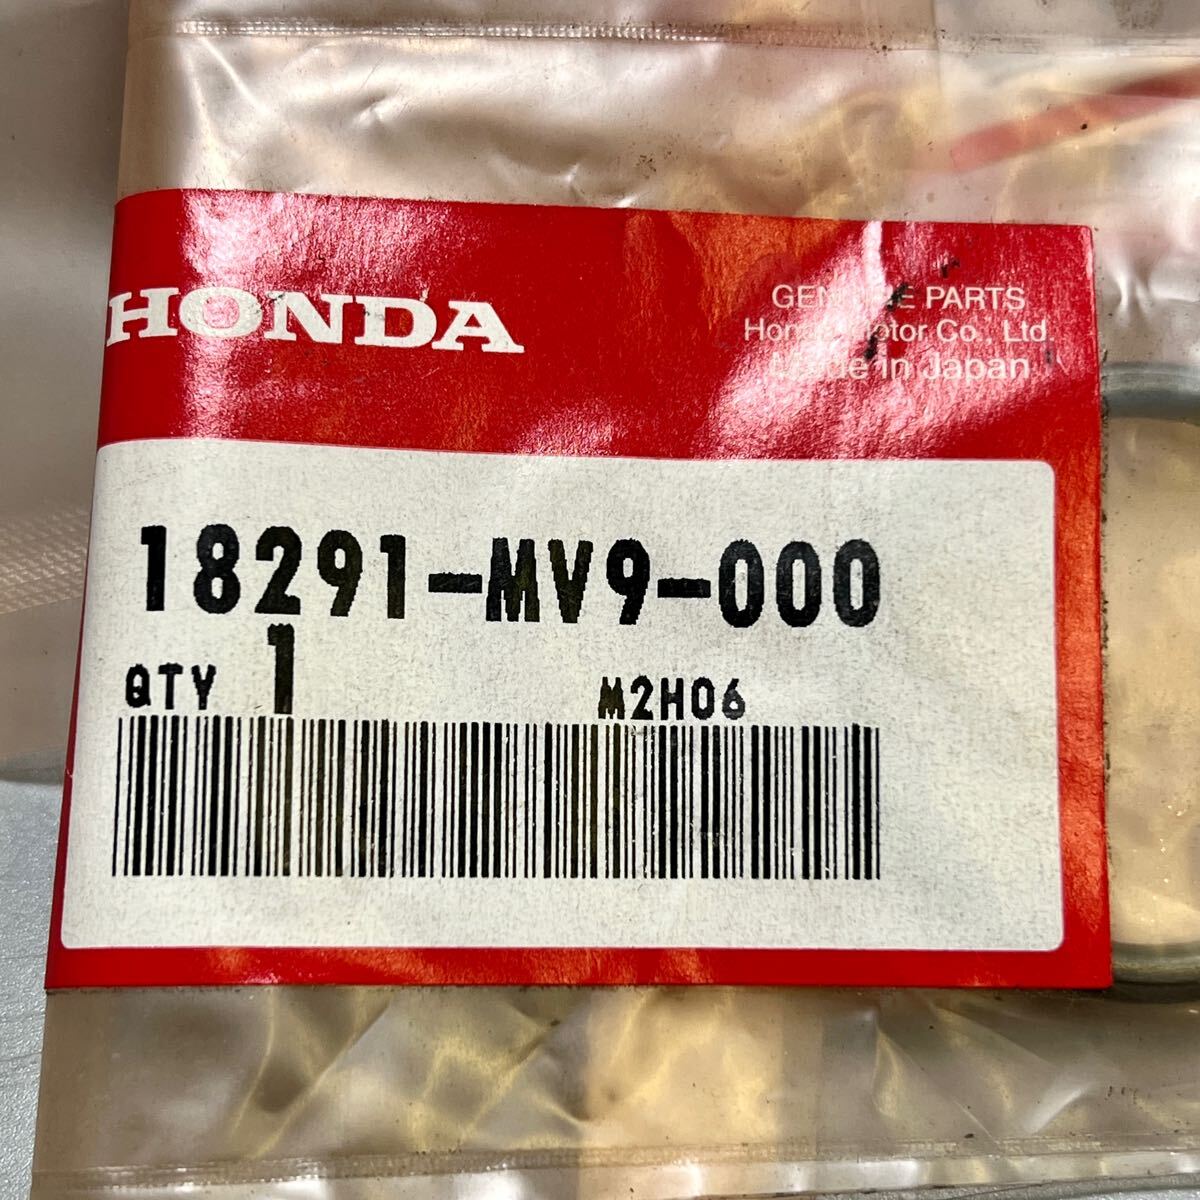 HONDA
GENUINE PARTS
Honda Motor Co., Ltd.
Made in Japan
18291-MV9-000
QTY 1 M2H06